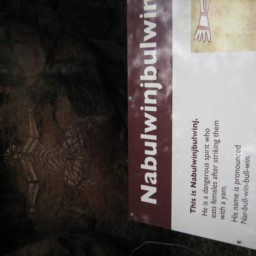 Nabulwinjbulwinj
This is Nabulwinjbulwinj.
He is a dangerous spirit who
eats females after striking them
with a yam.
His name is pronounced
Nar-bull-win-bull-win.